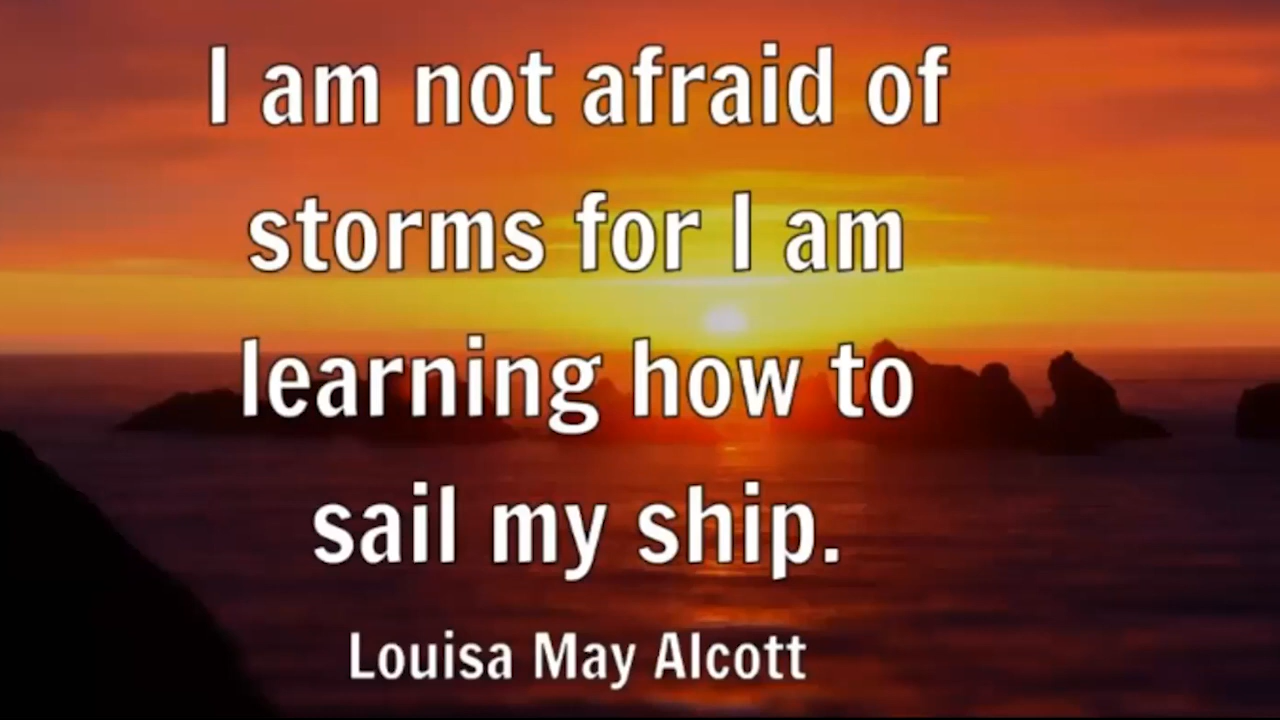 I am not afraid of
storms for I am
learning how to
sail my ship.
Louisa May Alcott